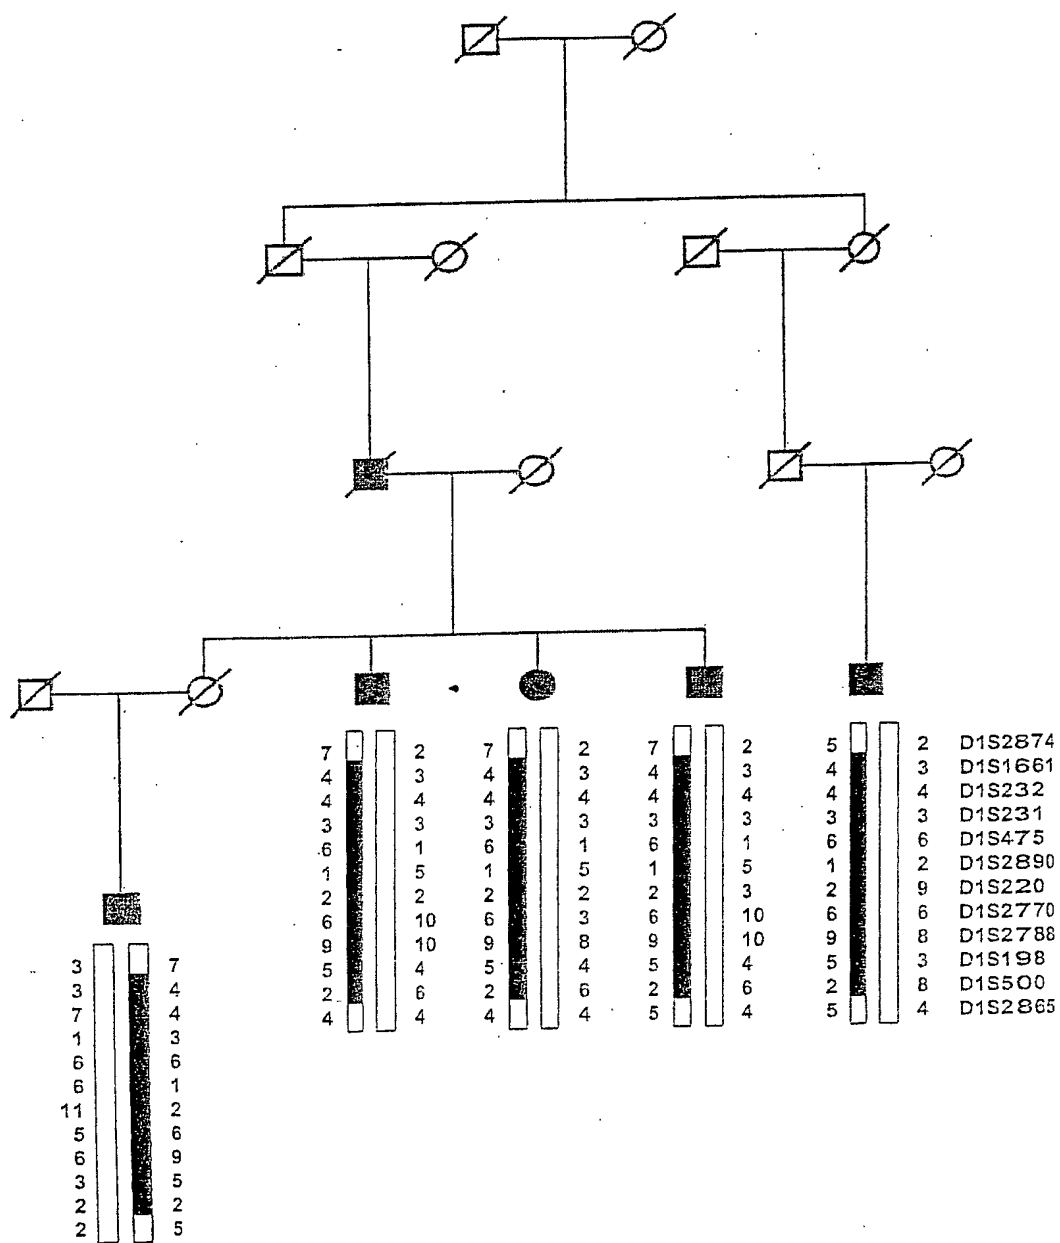 7 2 7 2 7 2 5 2 D1S2874
4 3 4 3 4 3 4 3 D1S1661
4 4 4 4 4 4 4 4 D1S232
3 3 3 3 3 3 3 3 D1S231
6 1 6 1 6 1 6 6 D1S475
1 5 1 5 1 5 1 2 D1S2890
2 2 2 2 2 3 2 9 D1S220
6 10 6 3 6 10 6 6 D1S2770
9 10 9 8 9 10 9 8 D1S2788
5 4 5 4 5 4 5 3 D1S198
2 6 2 6 2 6 2 8 D1S500
4 4 4 4 5 4 5 4 D1S2865
3 7
3 4
7 4
1 3
6 6
6 1
11 2
5 6
6 9
3 5
2 2
2 5